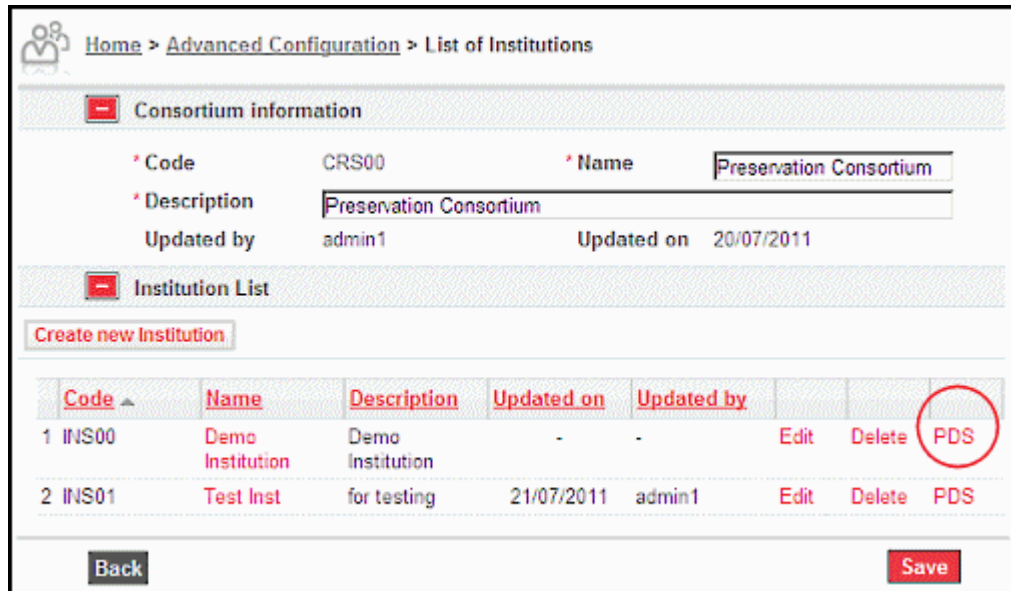 Home > Advanced Configuration > List of Institutions
Consortium information
* Code CRS00 * Name Preservation Consortium
* Description Preservation Consortium
Updated by admin1 Updated on 20/07/2011
Institution List
Create new Institution
Code Name Description Updated on Updated by
1 INS00 Demo Institution Demo Institution - - Edit Delete PDS
2 INS01 Test Inst for testing 21/07/2011 admin1 Edit Delete PDS
Back Save